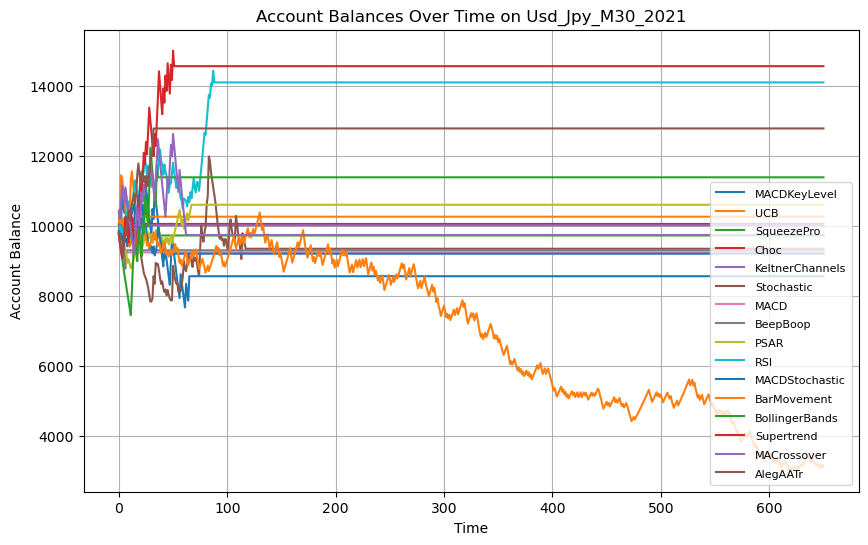 Account Balances Over Time on Usd_Jpy_M30_2021
Account Balance
14000
12000
10000
8000
6000
4000
0
100
200
300
400
500
600
Time
MACDKeyLevel
UCB
SqueezePro
Choc
KeltnerChannels
Stochastic
MACD
BeepBoop
PSAR
RSI
MACDStochastic
BarMovement
BollingerBands
Supertrend
MACrossover
AlegAATr